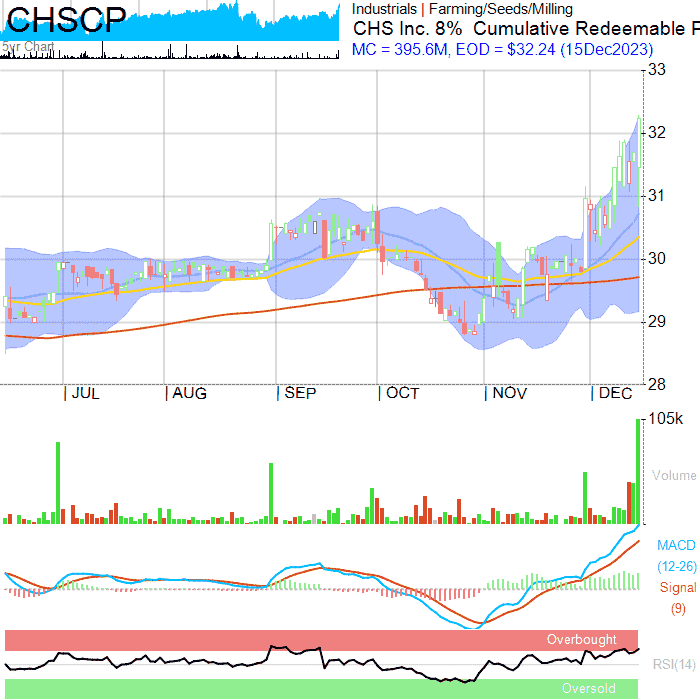 CHSCP
5yr Chart
Industrials | Farming/Seeds/Milling
CHS Inc. 8% Cumulative Redeemable P
MC = 395.6M, EOD = $32.24 (15Dec2023)
33
32
31
30
29
28
| JUL
| AUG
| SEP
| OCT
| NOV
| DEC
105k
Volume
MACD
(12-26)
Signal
(9)
Overbought
RSI(14)
Oversold